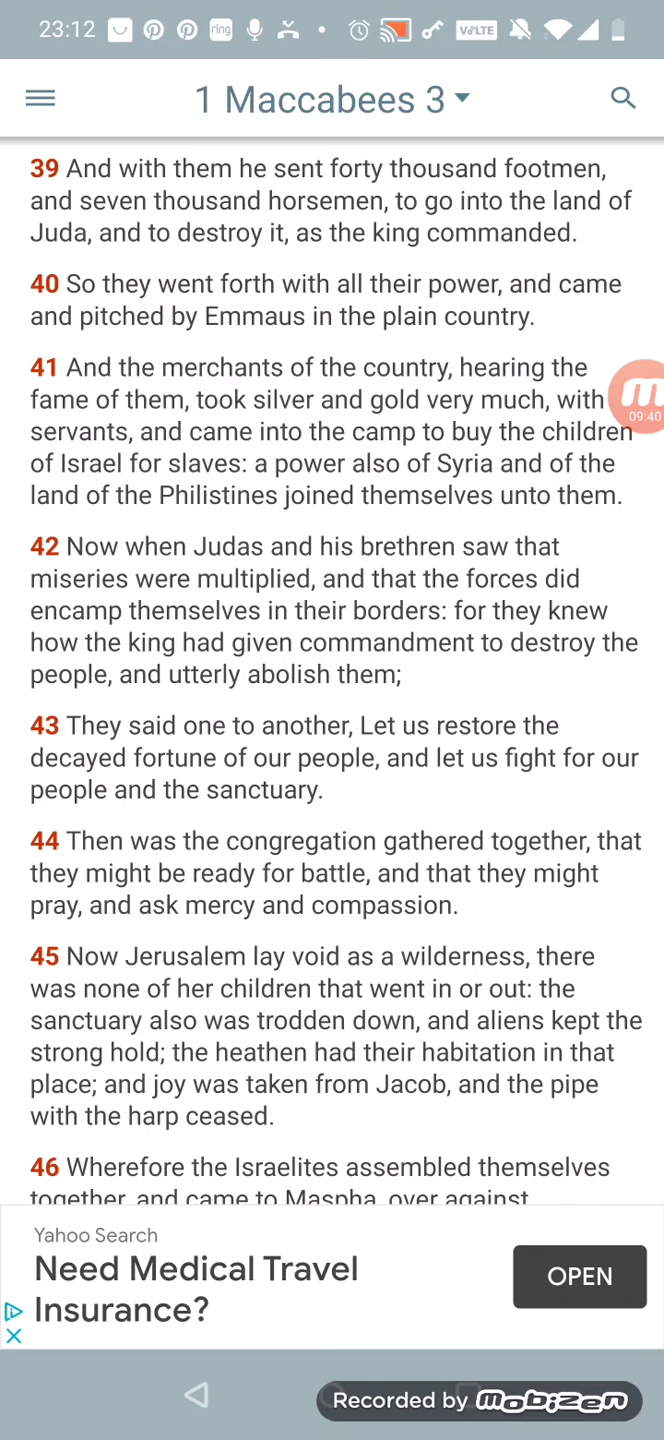 23:12
ring
VoLTE
1 Maccabees 3
39 And with them he sent forty thousand footmen,
and seven thousand horsemen, to go into the land of
Juda, and to destroy it, as the king commanded.
40 So they went forth with all their power, and came
and pitched by Emmaus in the plain country.
41 And the merchants of the country, hearing the
fame of them, took silver and gold very much, with
servants, and came into the camp to buy the children
of Israel for slaves: a power also of Syria and of the
land of the Philistines joined themselves unto them.
09:40
42 Now when Judas and his brethren saw that
miseries were multiplied, and that the forces did
encamp themselves in their borders: for they knew
how the king had given commandment to destroy the
people, and utterly abolish them;
43 They said one to another, Let us restore the
decayed fortune of our people, and let us fight for our
people and the sanctuary.
44 Then was the congregation gathered together, that
they might be ready for battle, and that they might
pray, and ask mercy and compassion.
45 Now Jerusalem lay void as a wilderness, there
was none of her children that went in or out: the
sanctuary also was trodden down, and aliens kept the
strong hold; the heathen had their habitation in that
place; and joy was taken from Jacob, and the pipe
with the harp ceased.
46 Wherefore the Israelites assembled themselves
together, and came to Maspha, over against
Yahoo Search
Need Medical Travel
Insurance?
OPEN
Recorded by mobizen